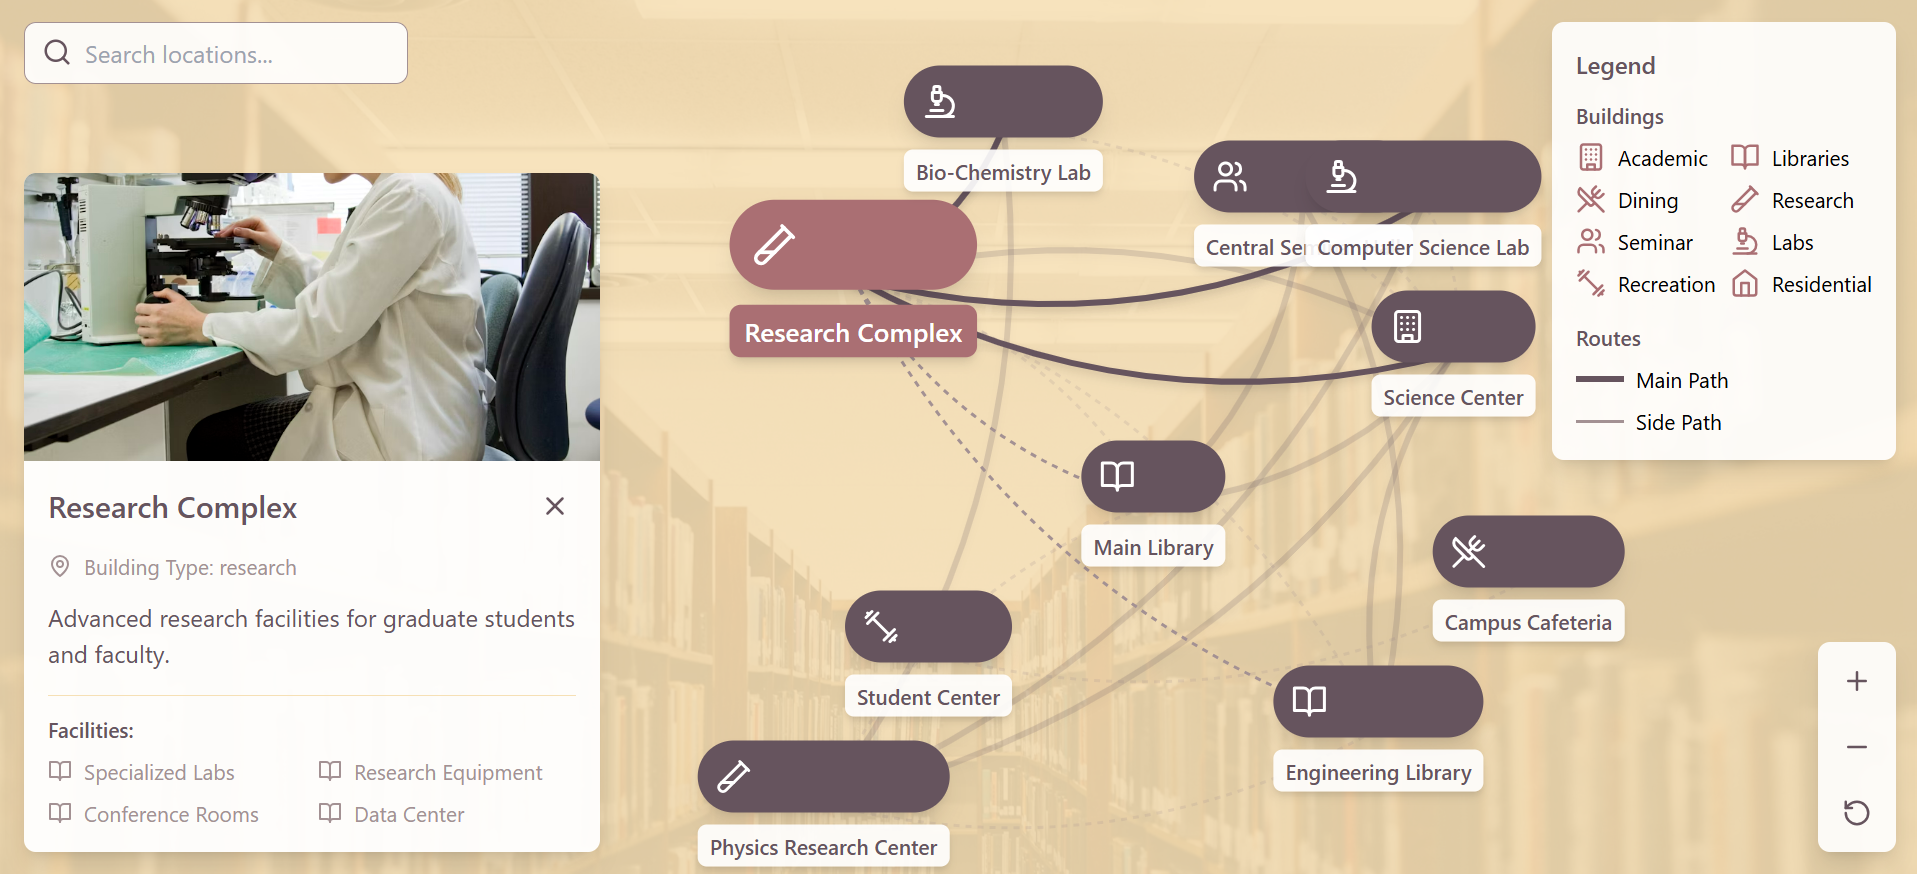 Search locations...
Research Complex
Building Type: research
Advanced research facilities for graduate students
and faculty.
Facilities:
Specialized Labs
Research Equipment
Conference Rooms
Data Center
Bio-Chemistry Lab
Research Complex
Central Sem
Computer Science Lab
Science Center
Main Library
Campus Cafeteria
Student Center
Engineering Library
Physics Research Center
Legend
Buildings
Academic
Libraries
Dining
Research
Seminar
Labs
Recreation
Residential
Routes
Main Path
Side Path